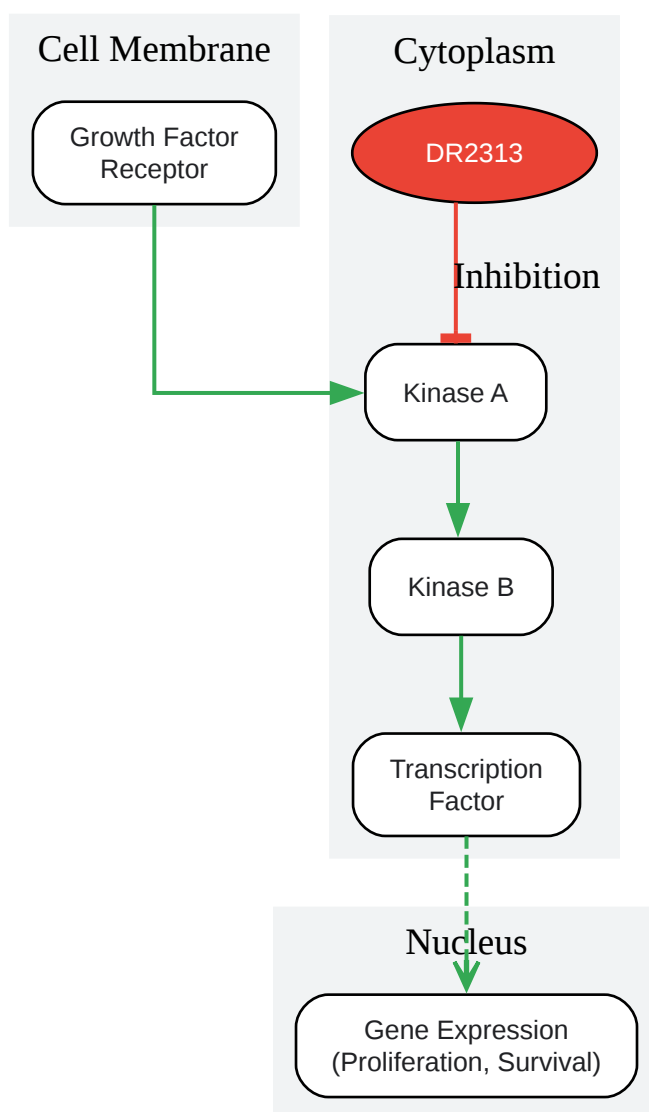 Cell Membrane
Growth Factor
Receptor
Cytoplasm
DR2313
Inhibition
Kinase A
Kinase B
Transcription
Factor
Nucleus
Gene Expression
(Proliferation, Survival)